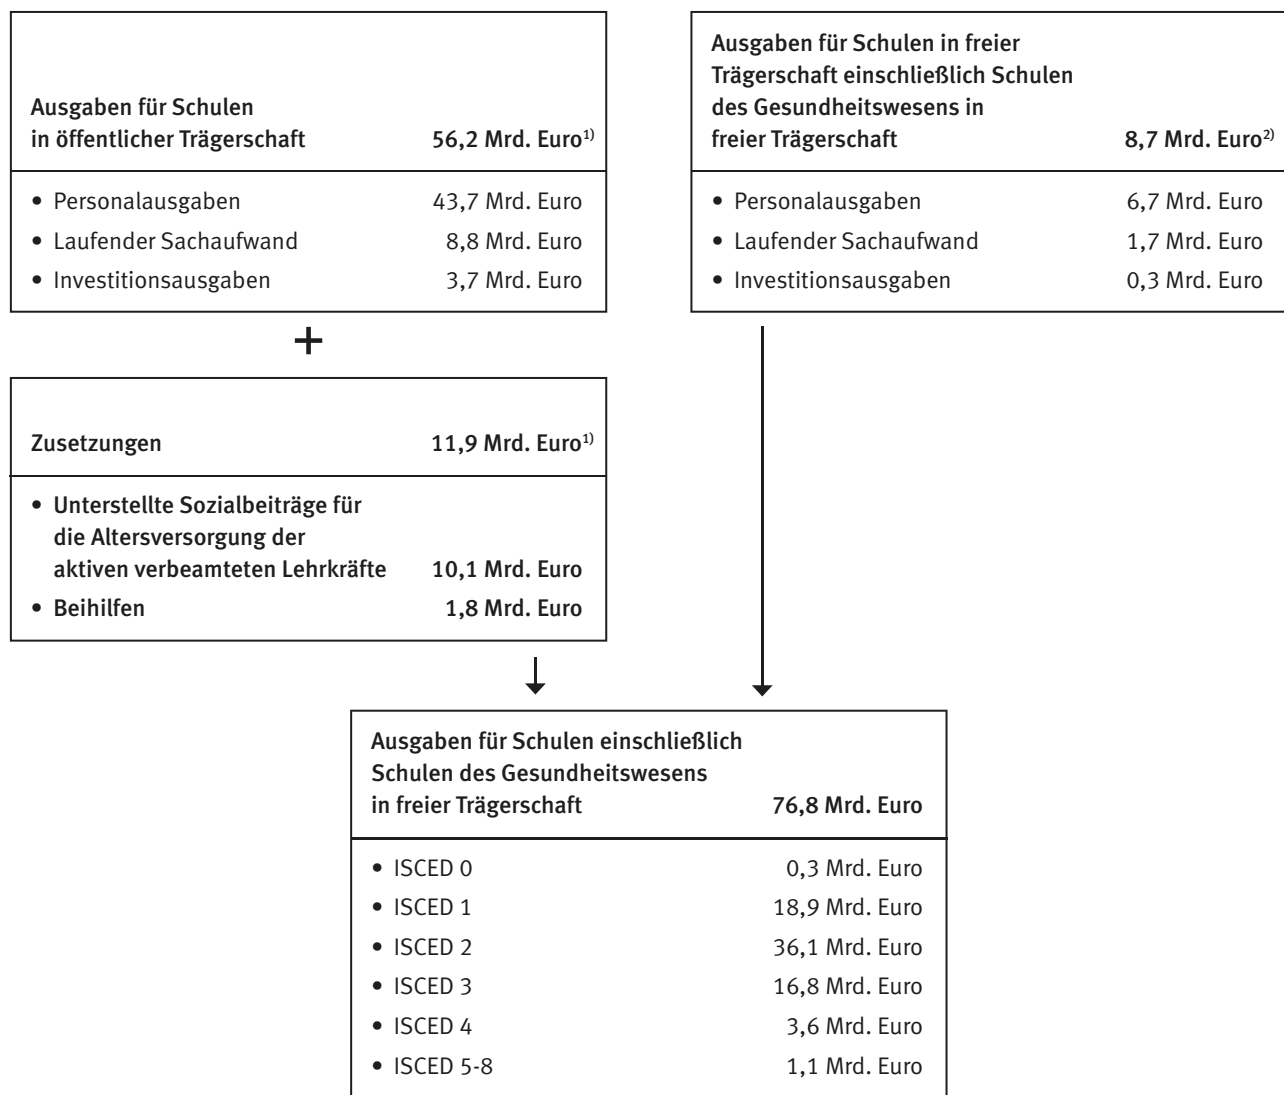 Ausgaben für Schulen
in öffentlicher Trägerschaft 56,2 Mrd. Euro1)
• Personalausgaben 43,7 Mrd. Euro
• Laufender Sachaufwand 8,8 Mrd. Euro
• Investitionsausgaben 3,7 Mrd. Euro
+
Zusetzungen 11,9 Mrd. Euro1)
• Unterstellte Sozialbeiträge für
die Altersversorgung der
aktiven verbeamteten Lehrkräfte 10,1 Mrd. Euro
• Beihilfen 1,8 Mrd. Euro
Ausgaben für Schulen in freier
Trägerschaft einschließlich Schulen
des Gesundheitswesens in
freier Trägerschaft 8,7 Mrd. Euro2)
• Personalausgaben 6,7 Mrd. Euro
• Laufender Sachaufwand 1,7 Mrd. Euro
• Investitionsausgaben 0,3 Mrd. Euro
Ausgaben für Schulen einschließlich
Schulen des Gesundheitswesens
in freier Trägerschaft 76,8 Mrd. Euro
• ISCED 0 0,3 Mrd. Euro
• ISCED 1 18,9 Mrd. Euro
• ISCED 2 36,1 Mrd. Euro
• ISCED 3 16,8 Mrd. Euro
• ISCED 4 3,6 Mrd. Euro
• ISCED 5-8 1,1 Mrd. Euro